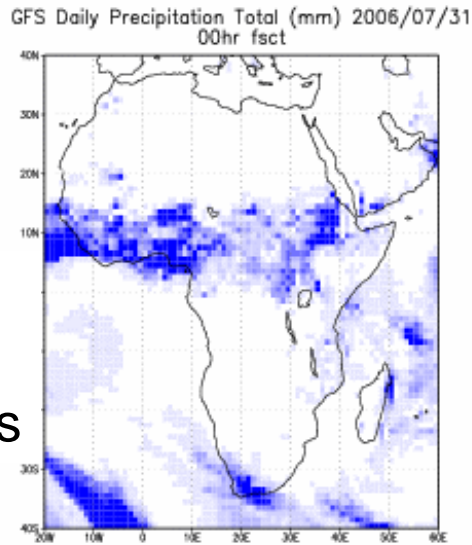 GFS Daily Precipitation Total (mm) 2006/07/31
00hr fsct
40N
30N
20N
10N
s
30S
40S
20W 10W 0 10E 20E 30E 40E 50E 60E